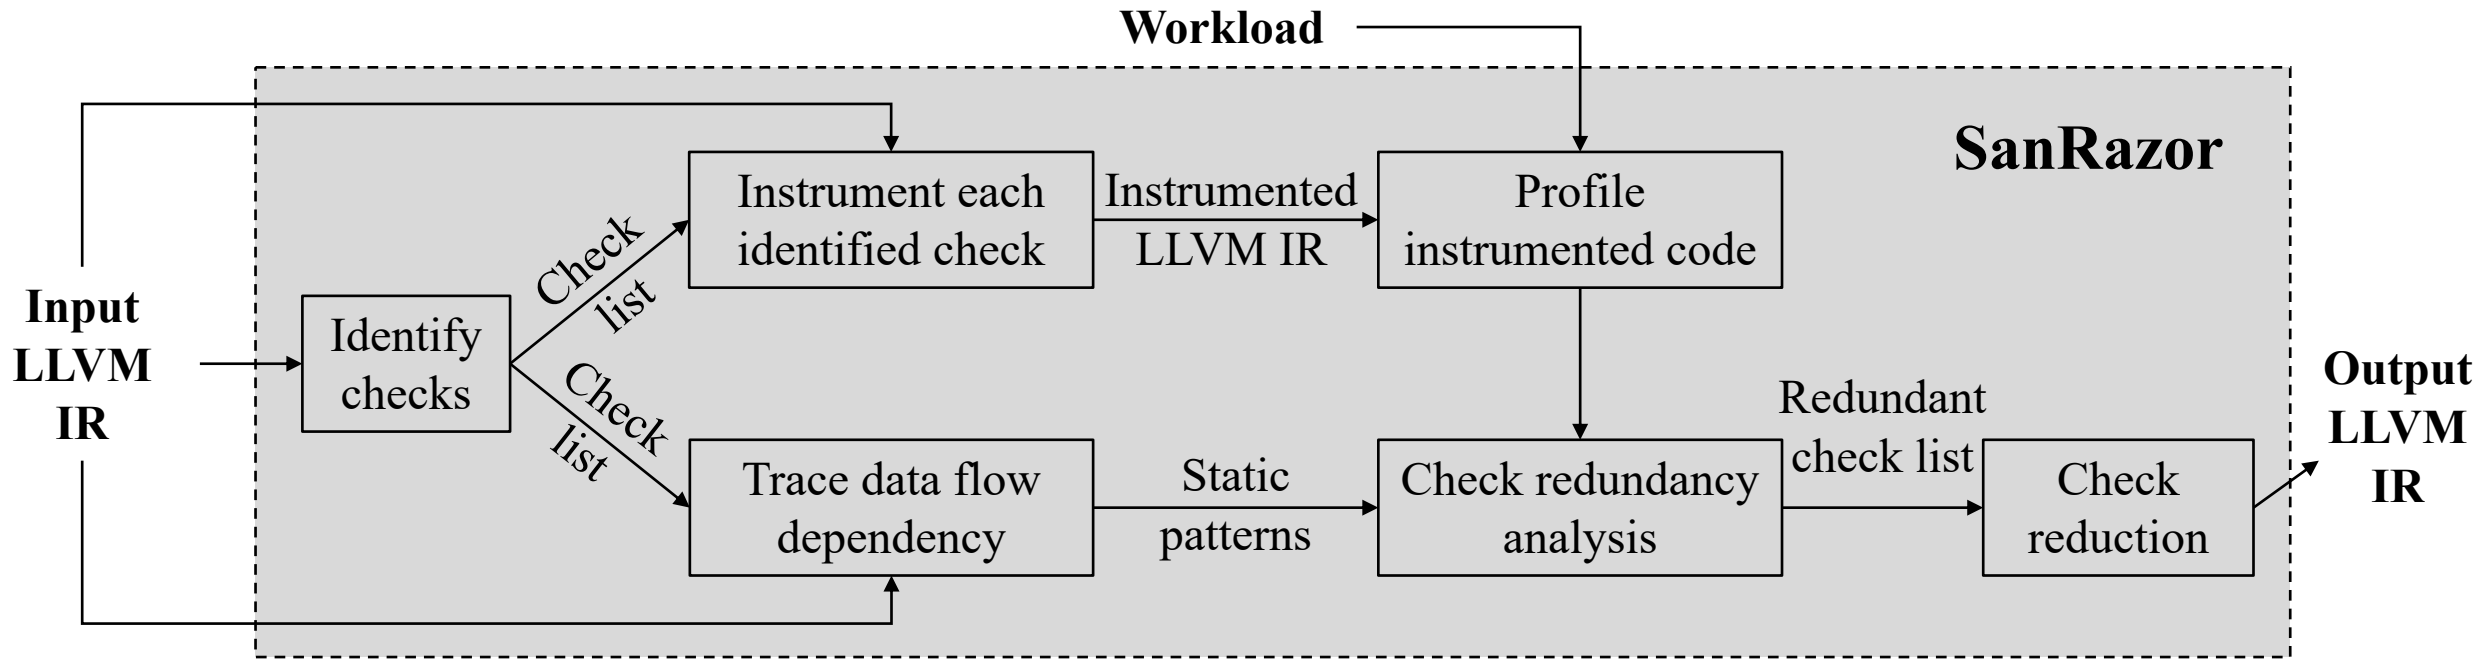 Workload
SanRazor
Input
LLVM
IR
Identify
checks
Check
list
Check
list
Instrument each
identified check
Instrumented
LLVM IR
Profile
instrumented code
Trace data flow
dependency
Static
patterns
Check redundancy
analysis
Redundant
check list
Check
reduction
Output
LLVM
IR